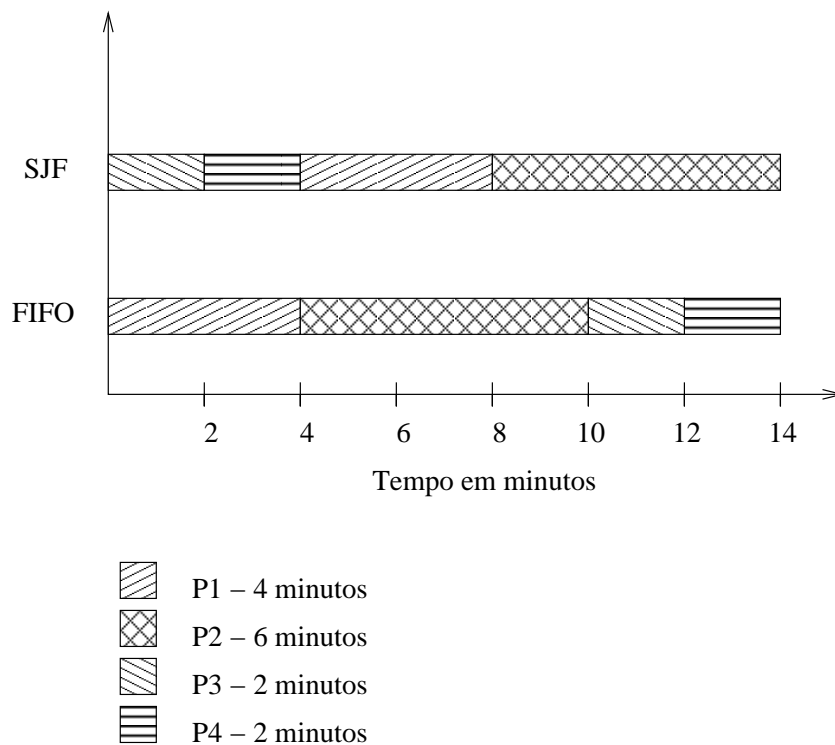 SJF
FIFO
2 4 6 8 10 12 14
Tempo em minutos
P1 – 4 minutos
P2 – 6 minutos
P3 – 2 minutos
P4 – 2 minutos